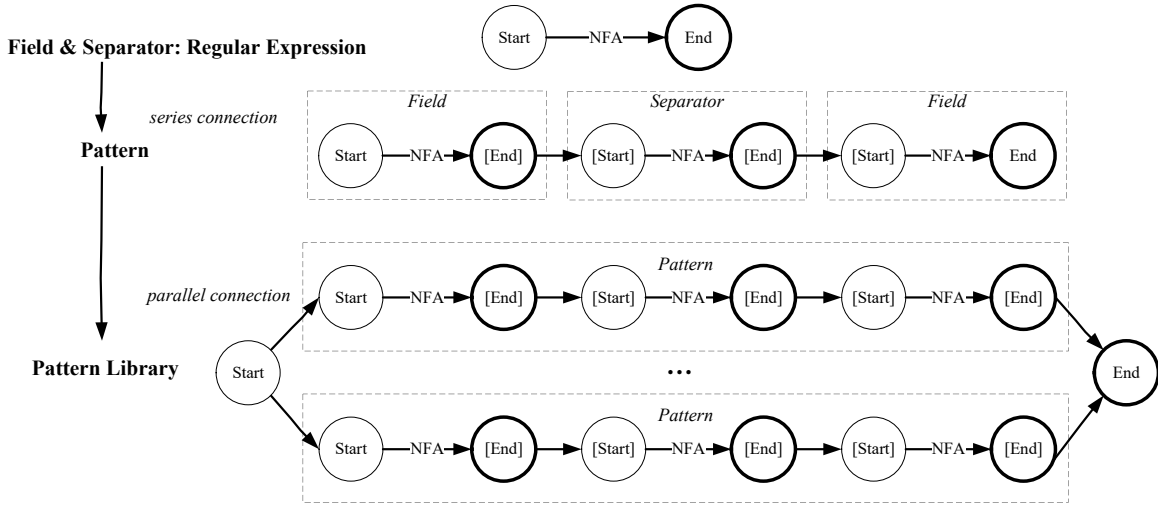 Field & Separator: Regular Expression
Start NFA End
series connection
Field Separator Field
Pattern
Start NFA [End] [Start] NFA [End] [Start] NFA End
parallel connection
Pattern
Start NFA [End] [Start] NFA [End] [Start] NFA [End]
Pattern Library
Start ... End
Pattern
Start NFA [End] [Start] NFA [End] [Start] NFA [End]